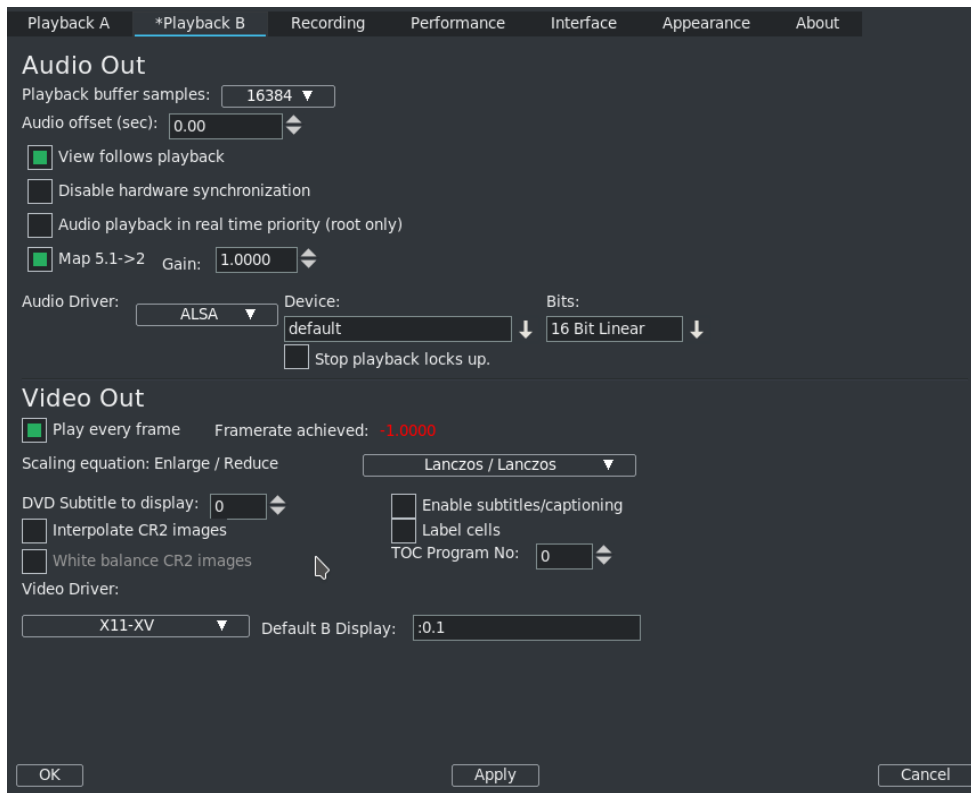 Playback A *Playback B Recording Performance Interface Appearance About
Audio Out
Playback buffer samples: 16384
Audio offset (sec): 0.00
View follows playback
Disable hardware synchronization
Audio playback in real time priority (root only)
Map 5.1->2 Gain: 1.0000
Audio Driver: ALSA Device: Bits:
default 16 Bit Linear
Stop playback locks up.
Video Out
Play every frame Framerate achieved: -1.0000
Scaling equation: Enlarge / Reduce Lanczos / Lanczos
DVD Subtitle to display: 0 Enable subtitles/captioning
Interpolate CR2 images Label cells
White balance CR2 images TOC Program No: 0
Video Driver:
X11-XV Default B Display: :0.1
OK Apply Cancel